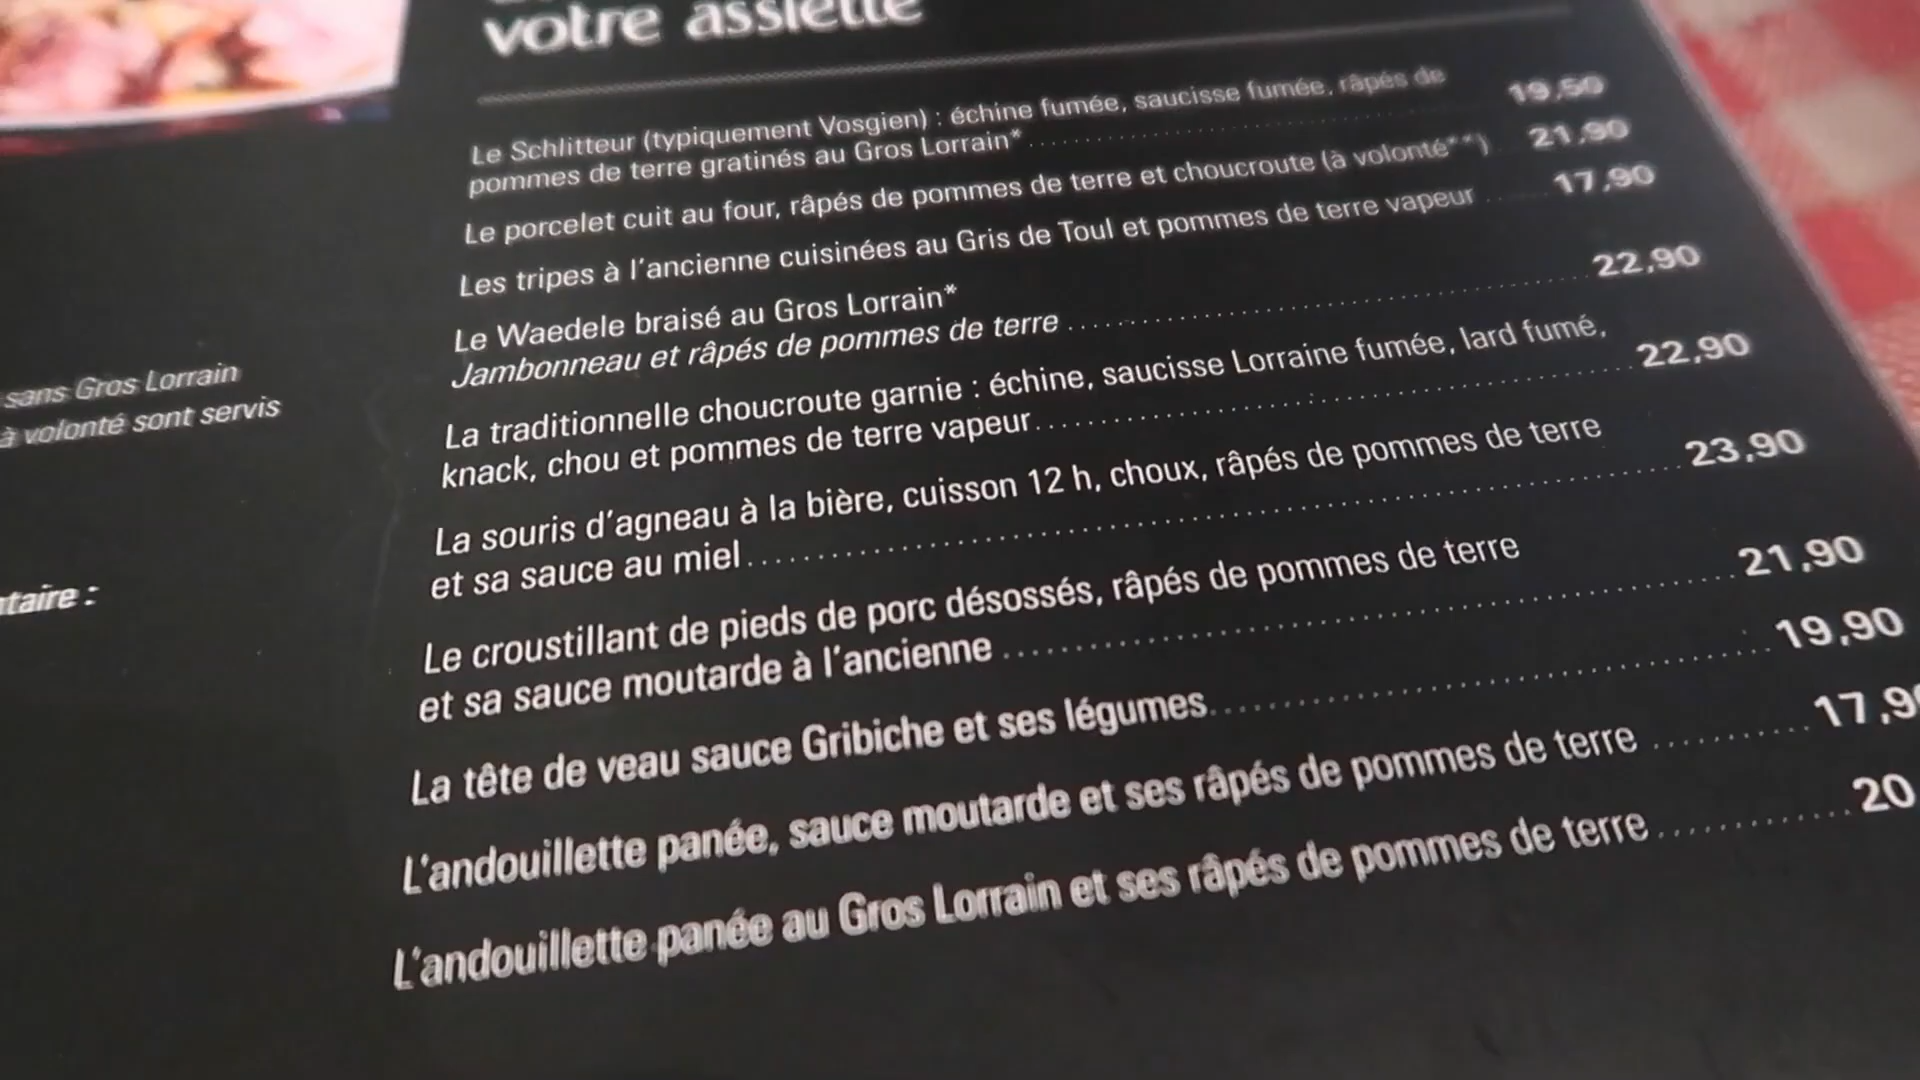 votre assiette
Le Schlitteur (typiquement Vosgien) : échine fumée, saucisse fumée, râpés de
pommes de terre gratinés au Gros Lorrain* 19,50
Le porcelet cuit au four, râpés de pommes de terre et choucroute (à volonté**) 21,90
Les tripes à l'ancienne cuisinées au Gris de Toul et pommes de terre vapeur 17,90
Le Waedele braisé au Gros Lorrain*
Jambonneau et râpés de pommes de terre 22,90
La traditionnelle choucroute garnie : échine, saucisse Lorraine fumée, lard fumé,
knack, chou et pommes de terre vapeur 22,90
La souris d'agneau à la bière, cuisson 12 h, choux, râpés de pommes de terre
et sa sauce au miel 23,90
Le croustillant de pieds de porc désossés, râpés de pommes de terre
et sa sauce moutarde à l'ancienne 21,90
La tête de veau sauce Gribiche et ses légumes 19,90
L'andouillette panée, sauce moutarde et ses râpés de pommes de terre 17,9
L'andouillette panée au Gros Lorrain et ses râpés de pommes de terre 20
sans Gros Lorrain
à volonté sont servis
taire :